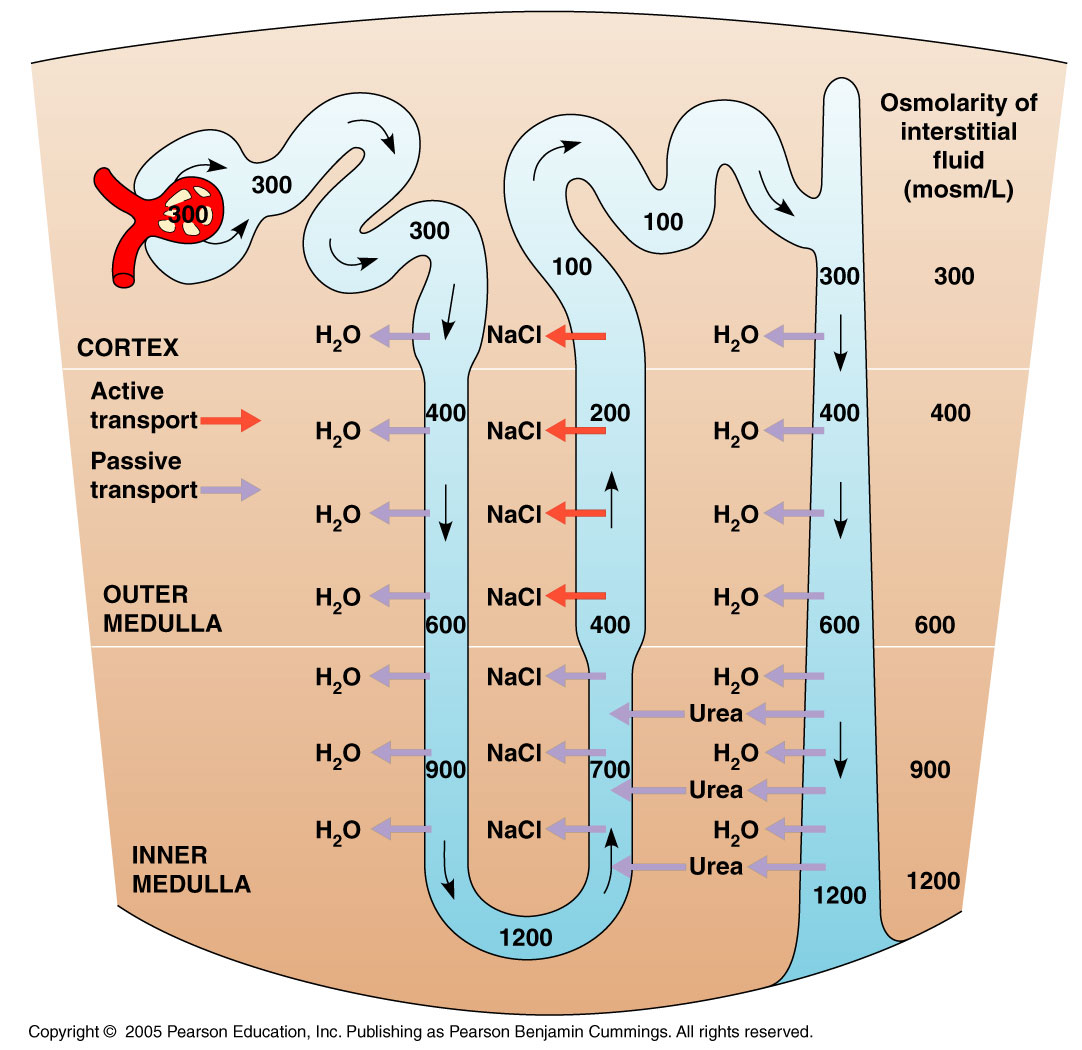 Osmolarity of
interstitial
fluid
(mosm/L)
300
300
300
100
100
300
300
H₂O
NaCl
H₂O
CORTEX
Active
transport
400
200
400
400
H₂O
NaCl
H₂O
Passive
transport
H₂O
NaCl
H₂O
OUTER
MEDULLA
H₂O
NaCl
H₂O
600
400
600
600
H₂O
NaCl
H₂O
Urea
H₂O
NaCl
H₂O
900
700
900
Urea
H₂O
NaCl
H₂O
INNER
MEDULLA
Urea
1200
1200
1200
Copyright © 2005 Pearson Education, Inc. Publishing as Pearson Benjamin Cummings. All rights reserved.